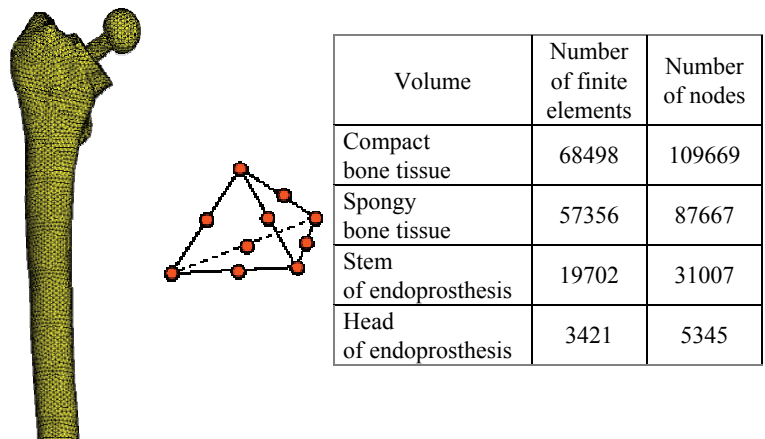 Volume
Number
of finite
elements
Number
of nodes
Compact
bone tissue
68498
109669
Spongy
bone tissue
57356
87667
Stem
of endoprosthesis
19702
31007
Head
of endoprosthesis
3421
5345